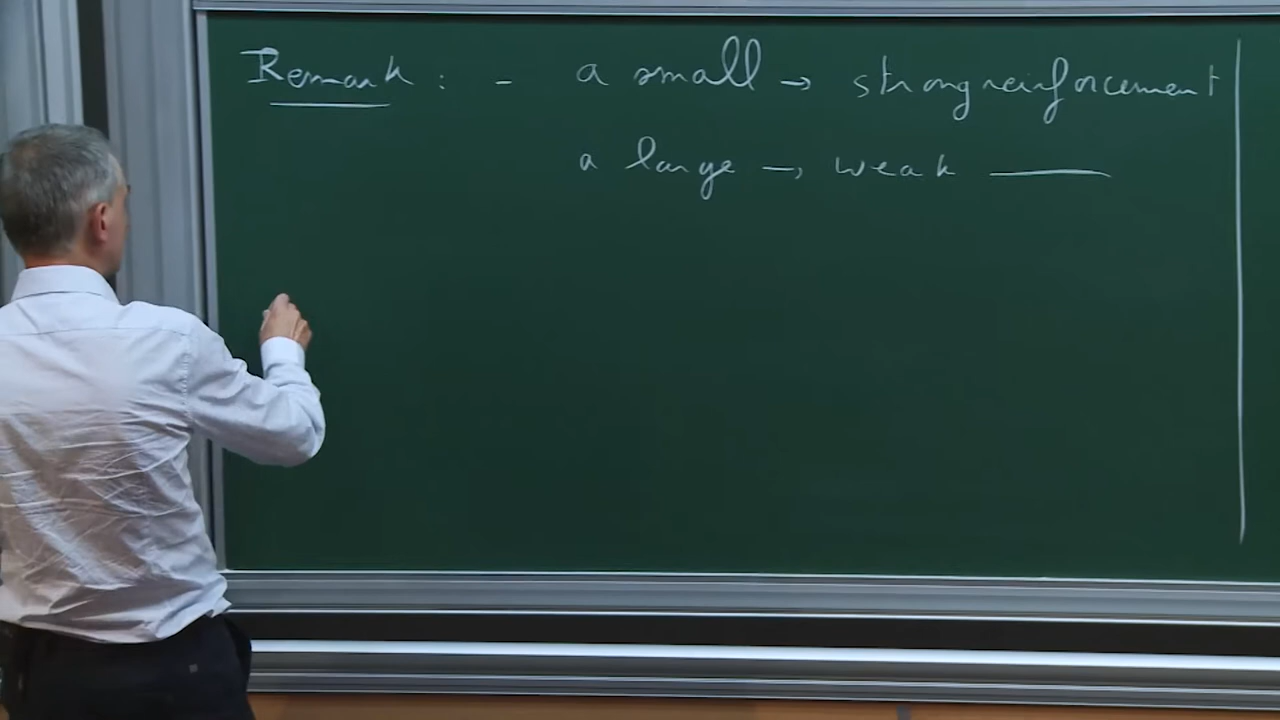 Remark : - a small → strong reinforcement
a large → weak ———